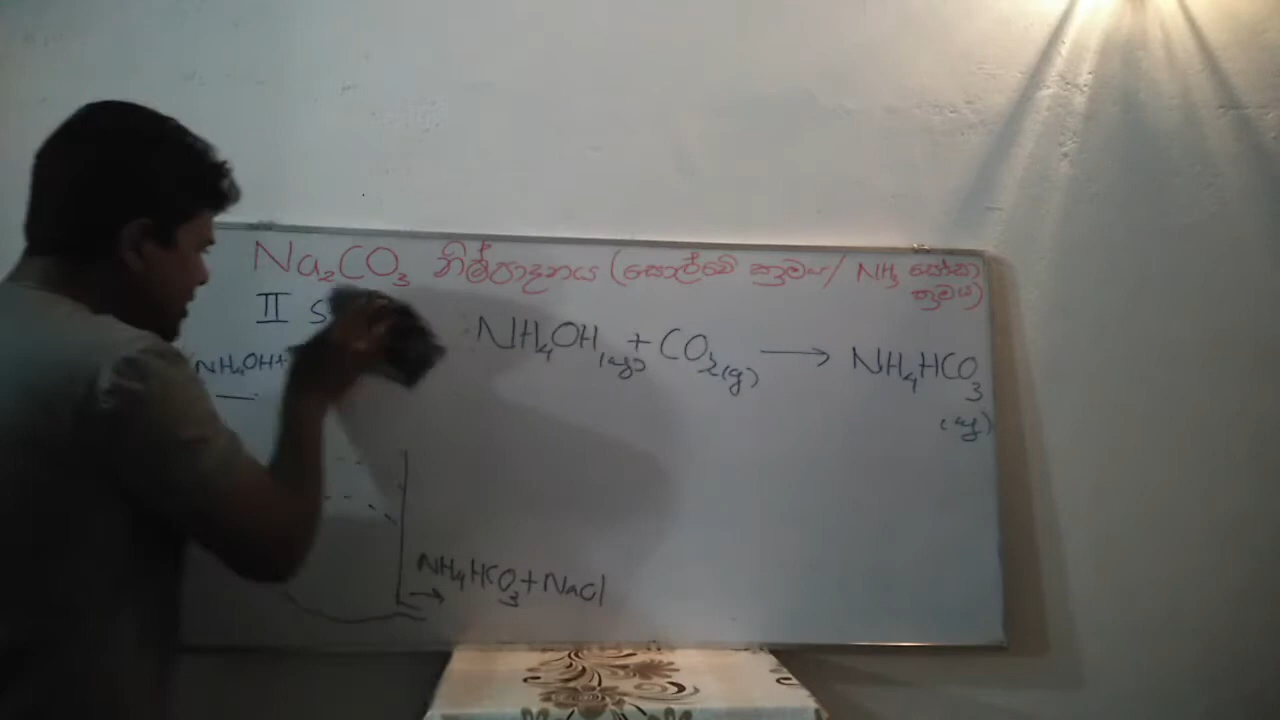 Na₂CO₃ නිෂ්පාදනය (සොල්වේ ක්‍රමය/ NH₃ සෝඩා
ක්‍රමය)
II S
NH₄OH(aq) + CO₂(g) ⟶ NH₄HCO₃
(aq)
NH₄OH+
NH₄HCO₃+NaCl
→